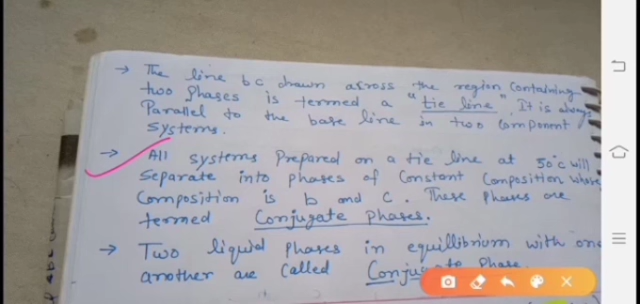 → The line bc drawn across the region containing
two phases is termed a "tie line". It is always
Parallel to the base line in two component
systems.
→ All systems Prepared on a tie line at 50°c will
Separate into phases of Constant Composition whose
Composition is b and c. These phases are
termed Conjugate phases.
→ Two liquid Phases in equilibrium with one
another are called Conjugate Phase.